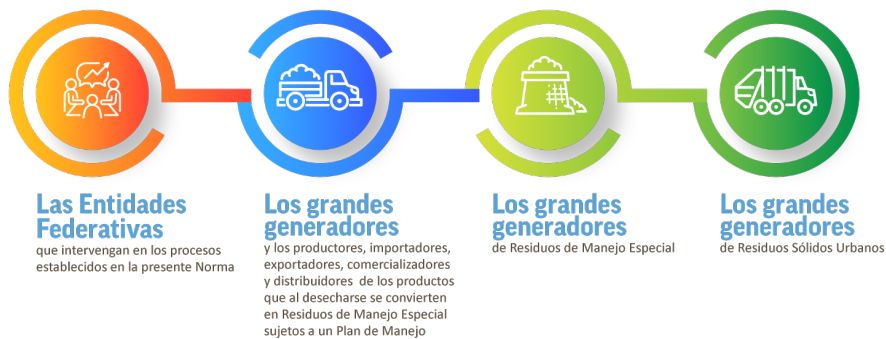 Las Entidades
Federativas
que intervengan en los procesos
establecidos en la presente Norma
Los grandes
generadores
y los productores, importadores,
exportadores, comercializadores
y distribuidores de los productos
que al desecharse se convierten
en Residuos de Manejo Especial
sujetos a un Plan de Manejo
Los grandes
generadores
de Residuos de Manejo Especial
Los grandes
generadores
de Residuos Sólidos Urbanos